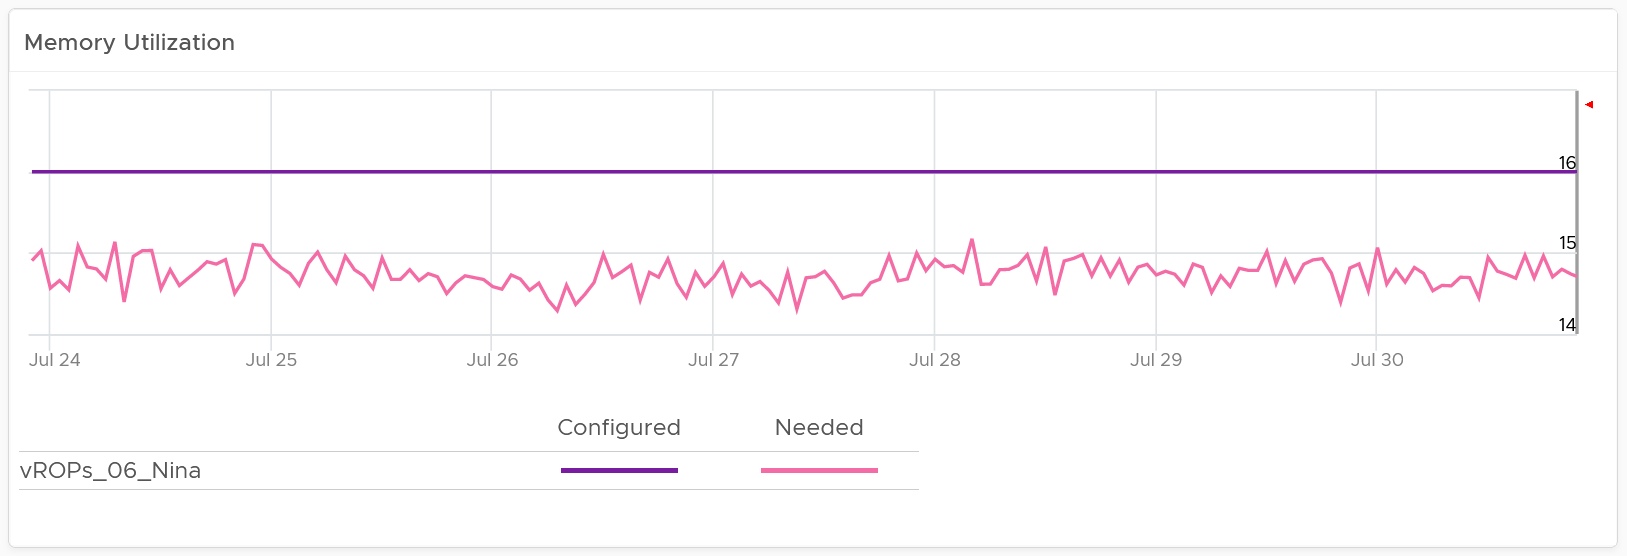 Memory Utilization
16
15
14
Jul 24 Jul 25 Jul 26 Jul 27 Jul 28 Jul 29 Jul 30
Configured Needed
vROPs_06_Nina